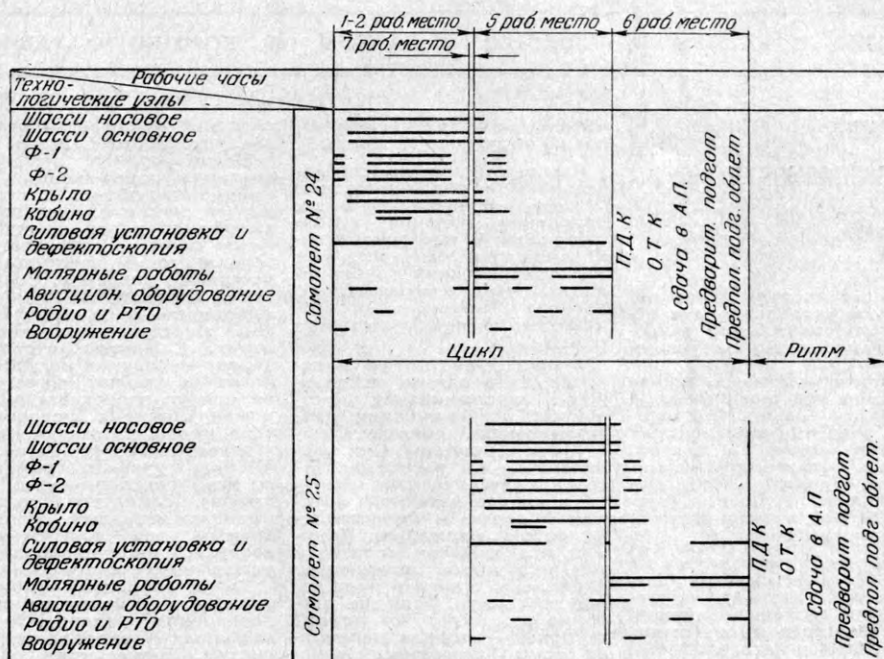 1-2 раб. место
5 раб. место
6 раб. место
7 раб. место
Рабочие часы
Техно-
логические узлы
Шасси носовое
Шасси основное
Ф-1
Ф-2
Крыло
Кабина
Силовая установка и
дефектоскопия
Малярные работы
Авиацион. оборудование
Радио и РТО
Вооружение
Самолет № 24
П.Д.К
О Т К
Сдача в А.П.
Предварит подгот
Предпол. подг. облет.
Цикл
Ритм
Шасси носовое
Шасси основное
Ф-1
Ф-2
Крыло
Кабина
Силовая установка и
дефектоскопия
Малярные работы
Авиацион оборудование
Радио и РТО
Вооружение
Самолет № 25
П.Д К
О Т К
Сдача в А.П
Предварит подгот
Предпол подг. облет.